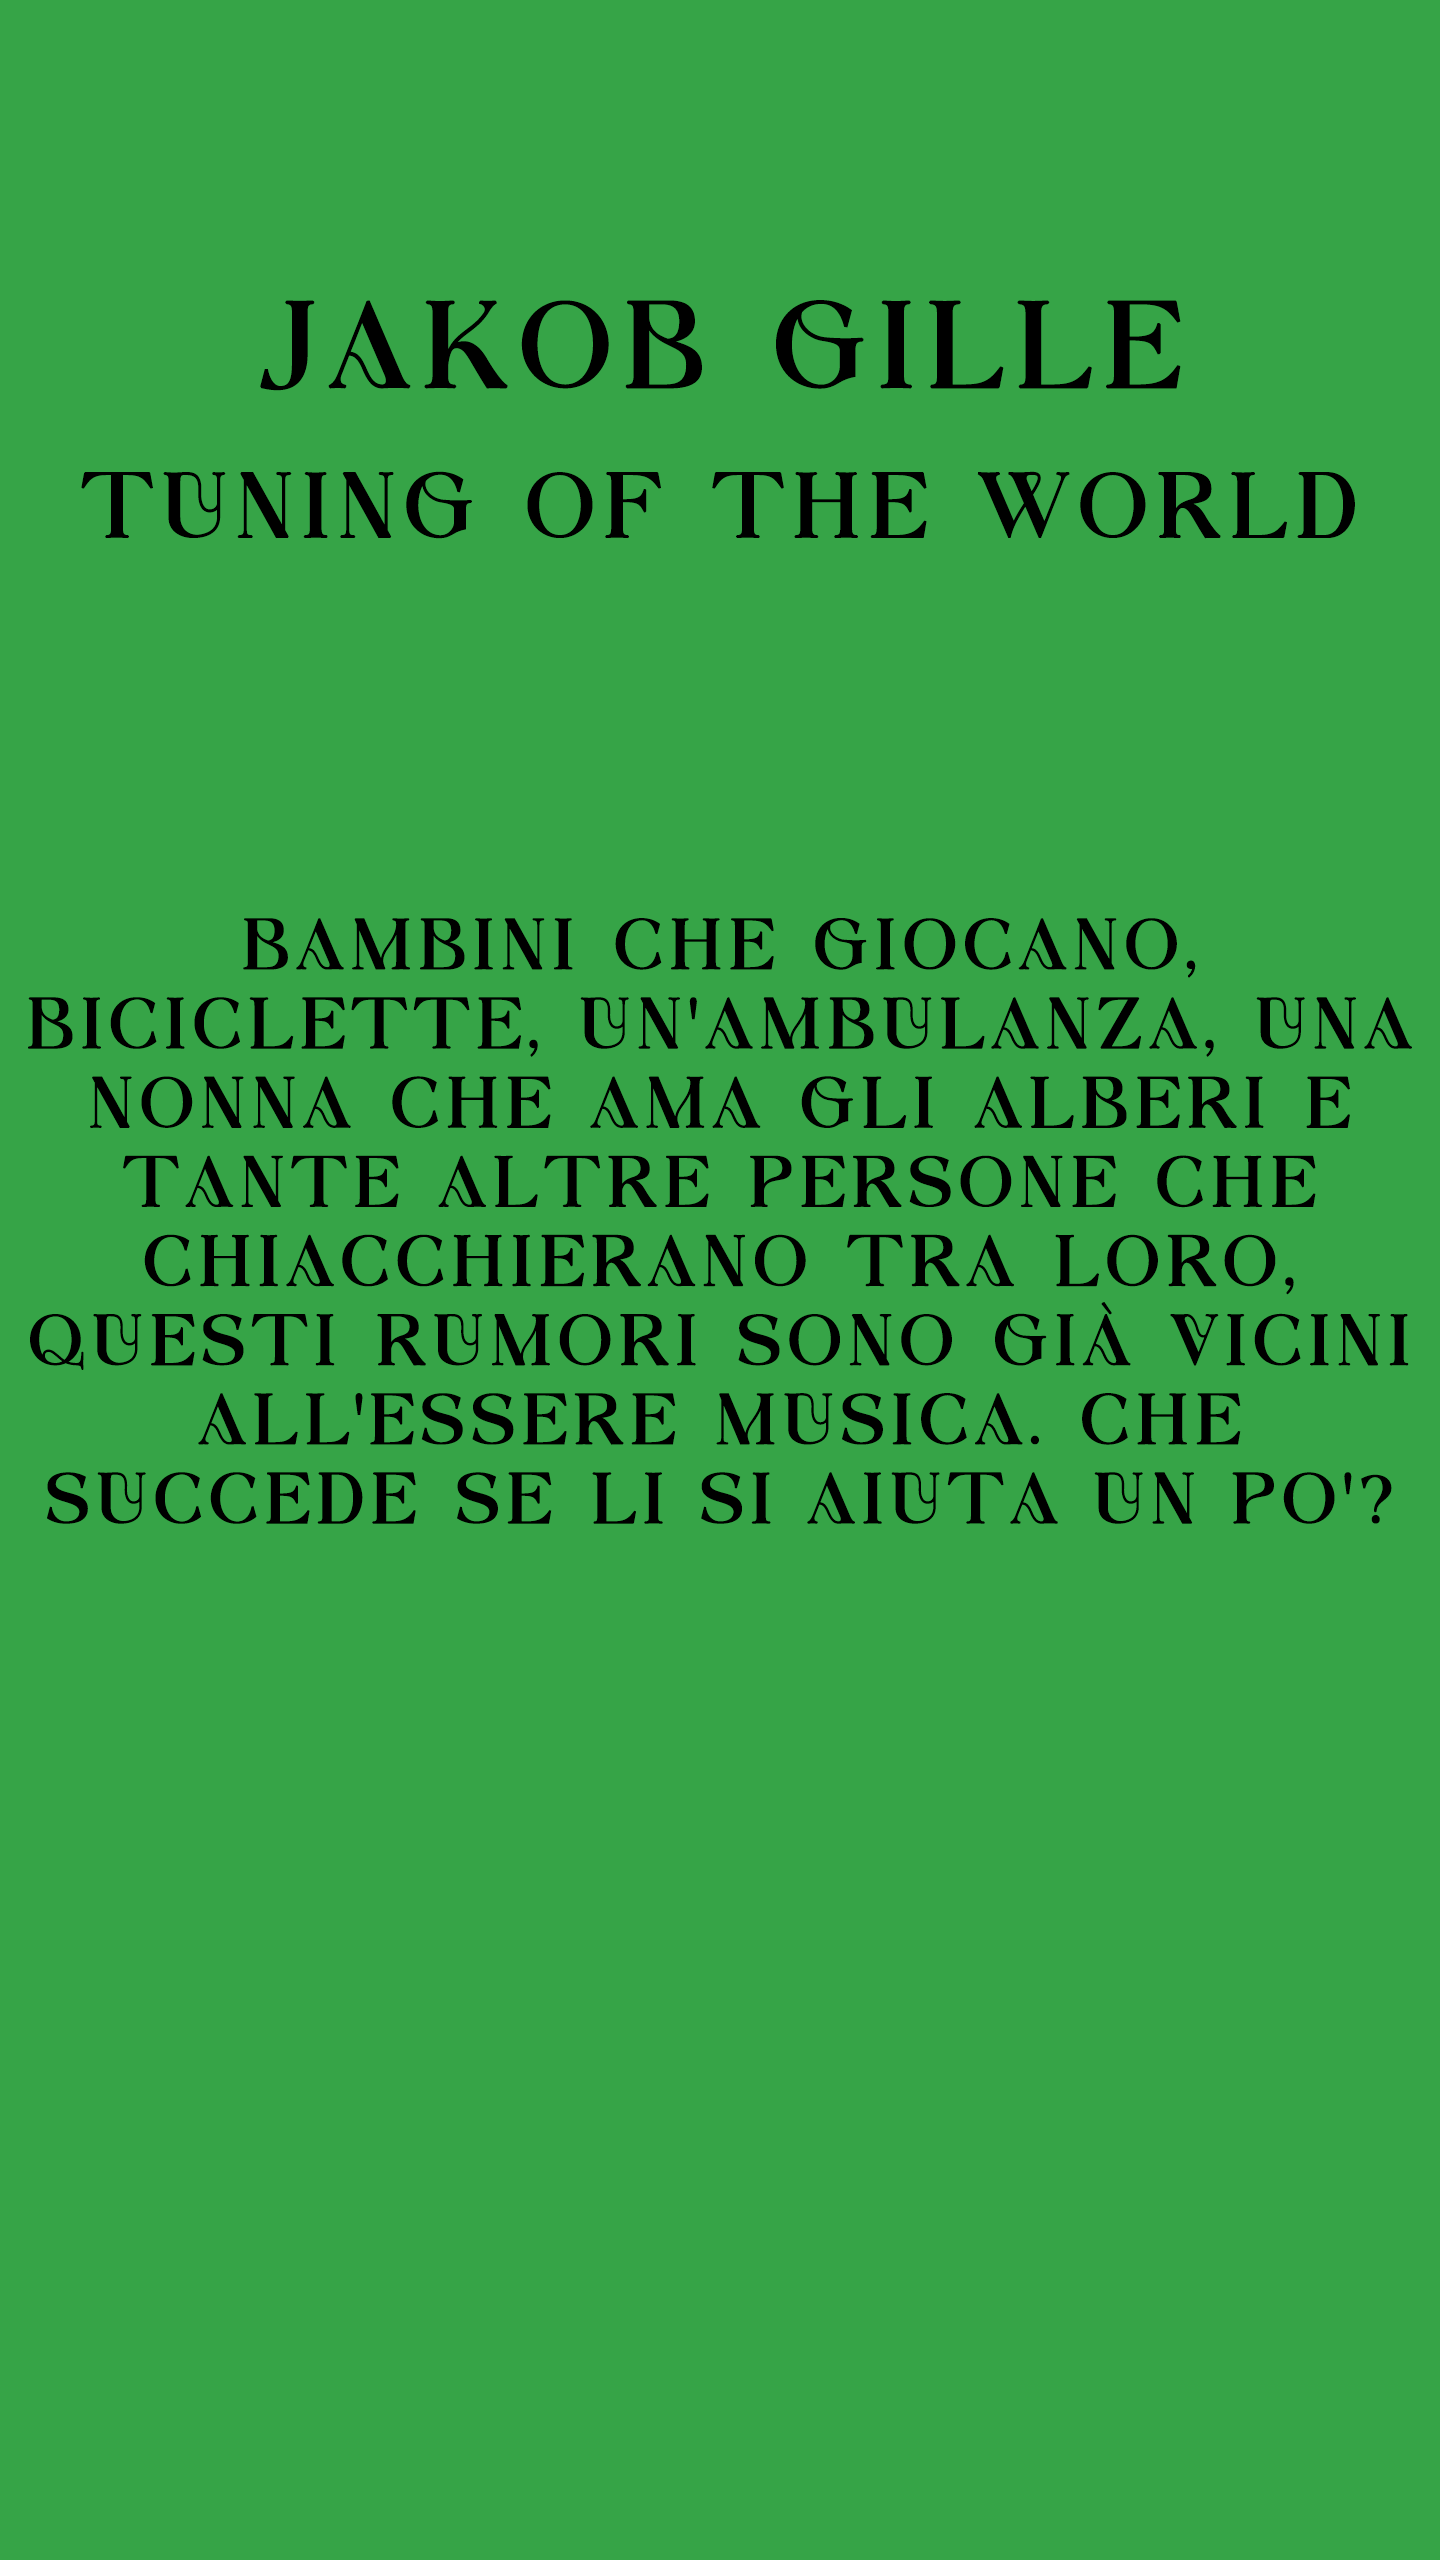 JAKOB GILLE
TUNING OF THE WORLD
BAMBINI CHE GIOCANO,
BICICLETTE, UN'AMBULANZA, UNA
NONNA CHE AMA GLI ALBERI E
TANTE ALTRE PERSONE CHE
CHIACCHIERANO TRA LORO,
QUESTI RUMORI SONO GIÀ VICINI
ALL'ESSERE MUSICA. CHE
SUCCEDE SE LI SI AIUTA UN PO'?